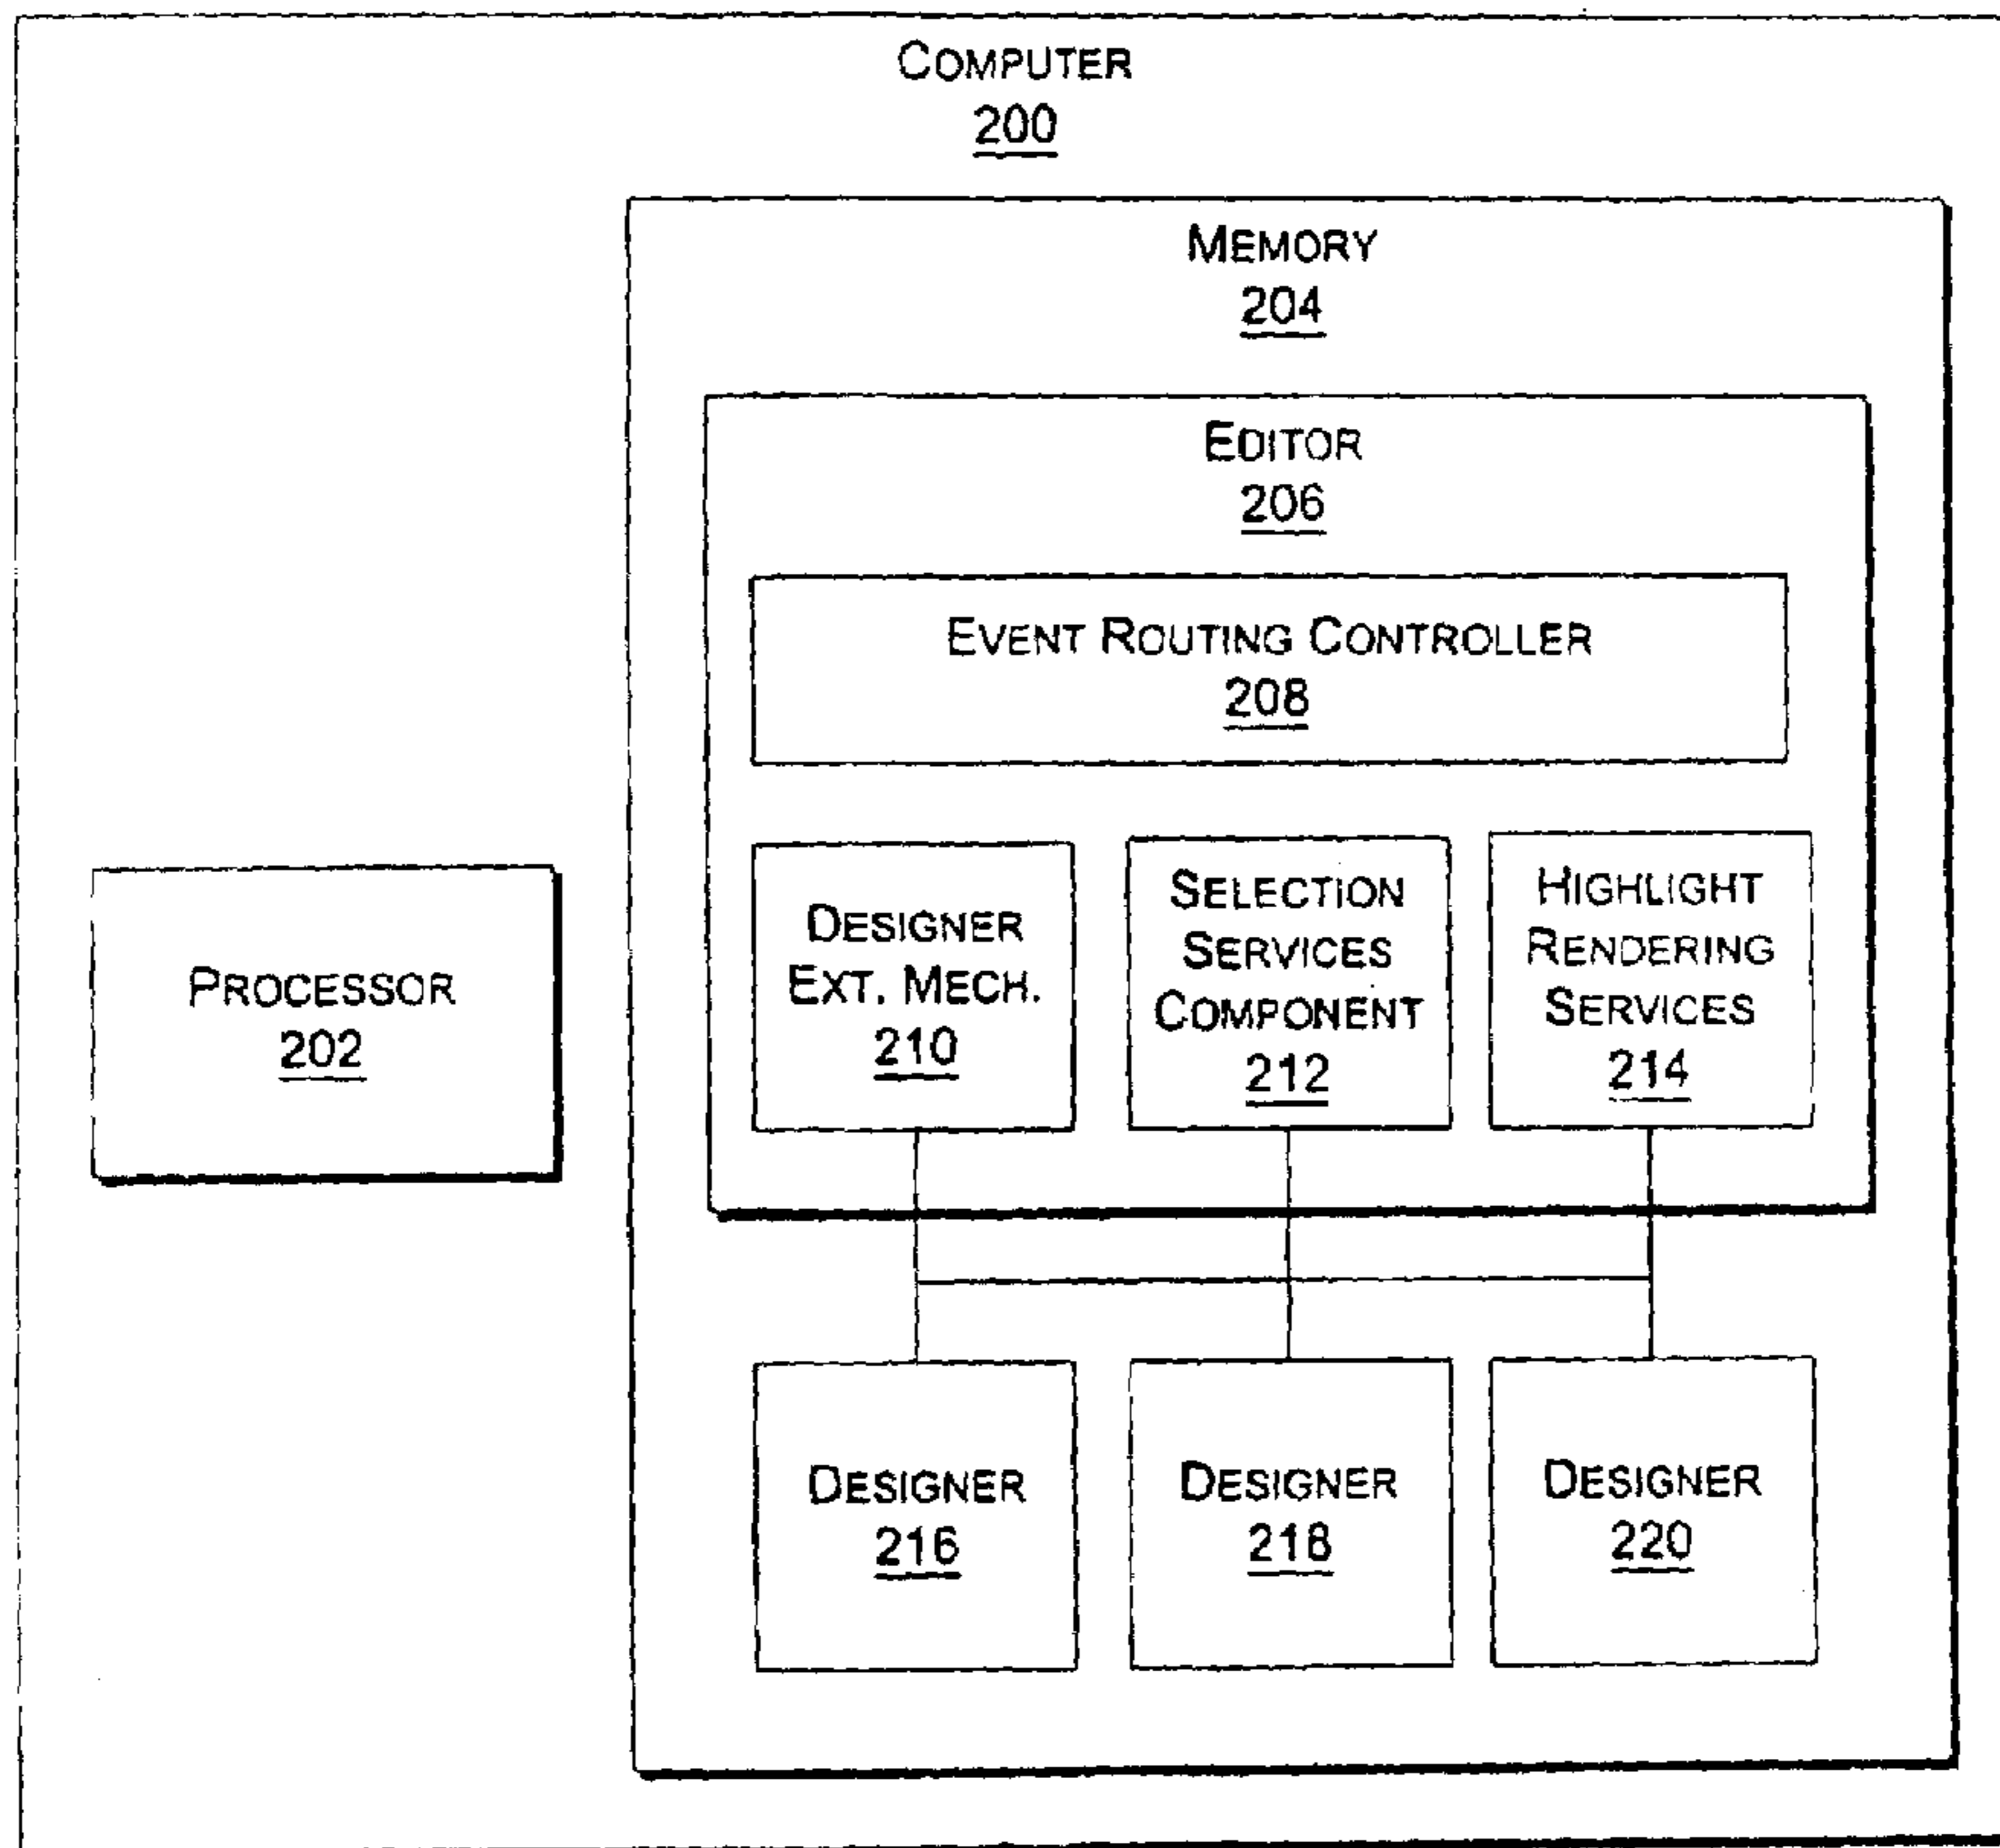 COMPUTER
200
MEMORY
204
EDITOR
206
EVENT ROUTING CONTROLLER
208
PROCESSOR
202
DESIGNER
EXT. MECH.
210
SELECTION
SERVICES
COMPONENT
212
HIGHLIGHT
RENDERING
SERVICES
214
DESIGNER
216
DESIGNER
218
DESIGNER
220